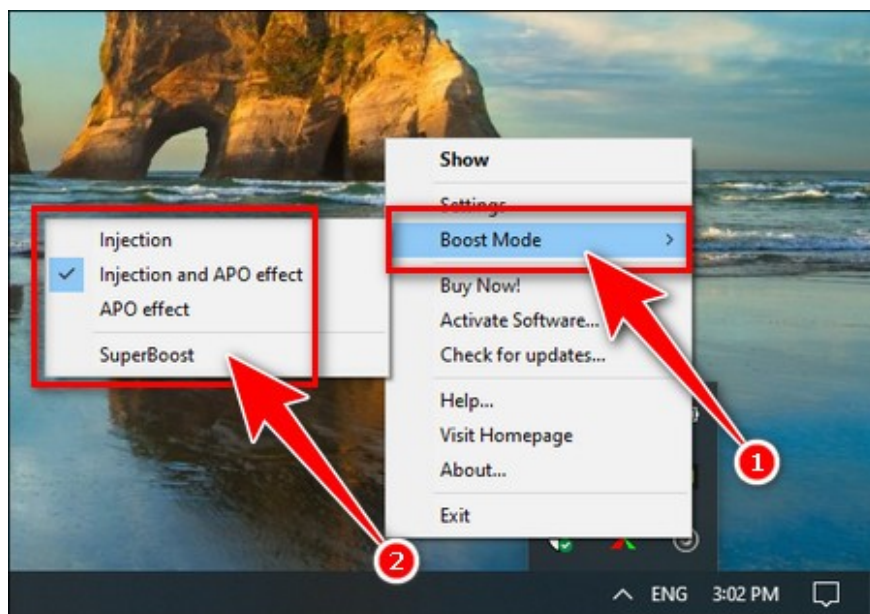 Show
Settings
Boost Mode
Buy Now!
Activate Software...
Check for updates...
Help...
Visit Homepage
About...
Exit
Injection
Injection and APO effect
APO effect
SuperBoost
1
2
ENG 3:02 PM